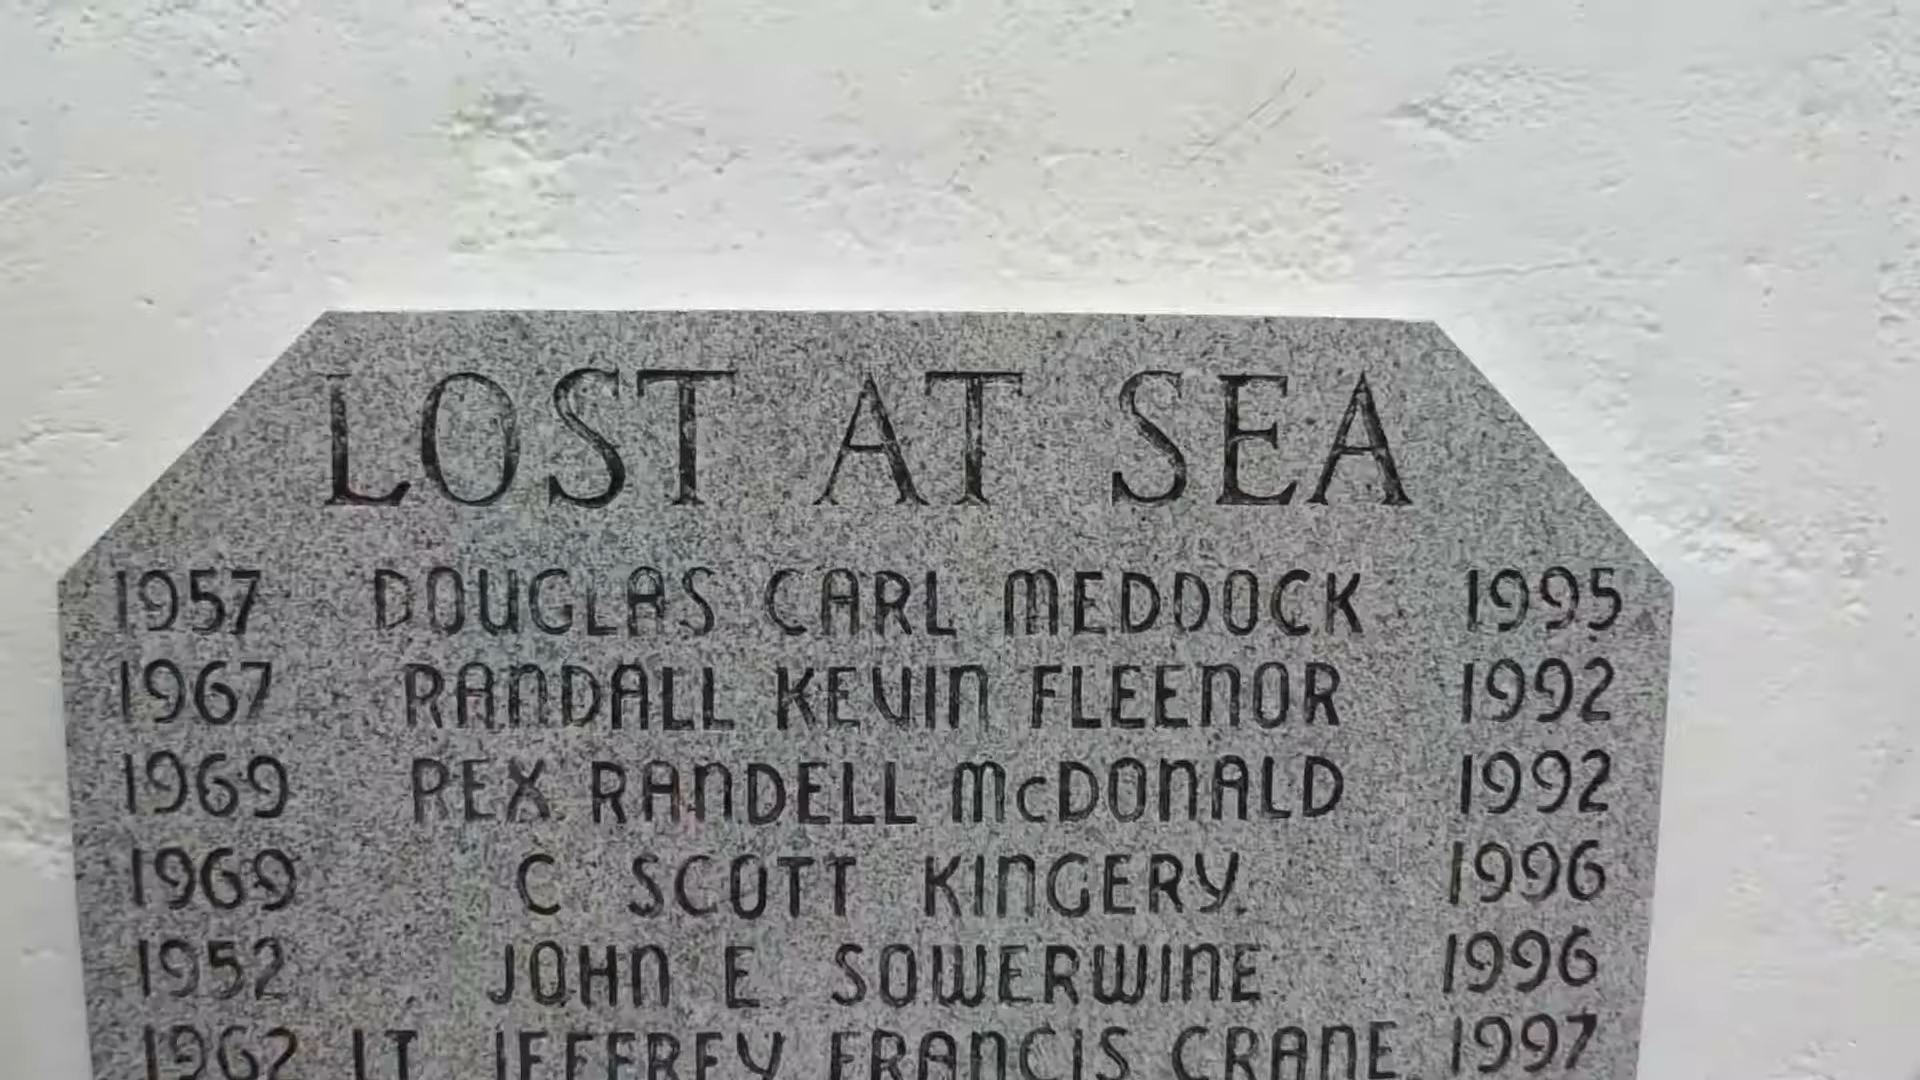 LOST AT SEA
1957 DOUGLAS CARL MEDDOCK 1995
1967 RANDALL KEVIN FLEENOR 1992
1969 REX RANDELL McDONALD 1992
1969 C SCOTT KINGERY. 1996
1952 JOHN E. SOWERWINE 1996
1962 LT JEFFREY FRANCIS CRANE 1997